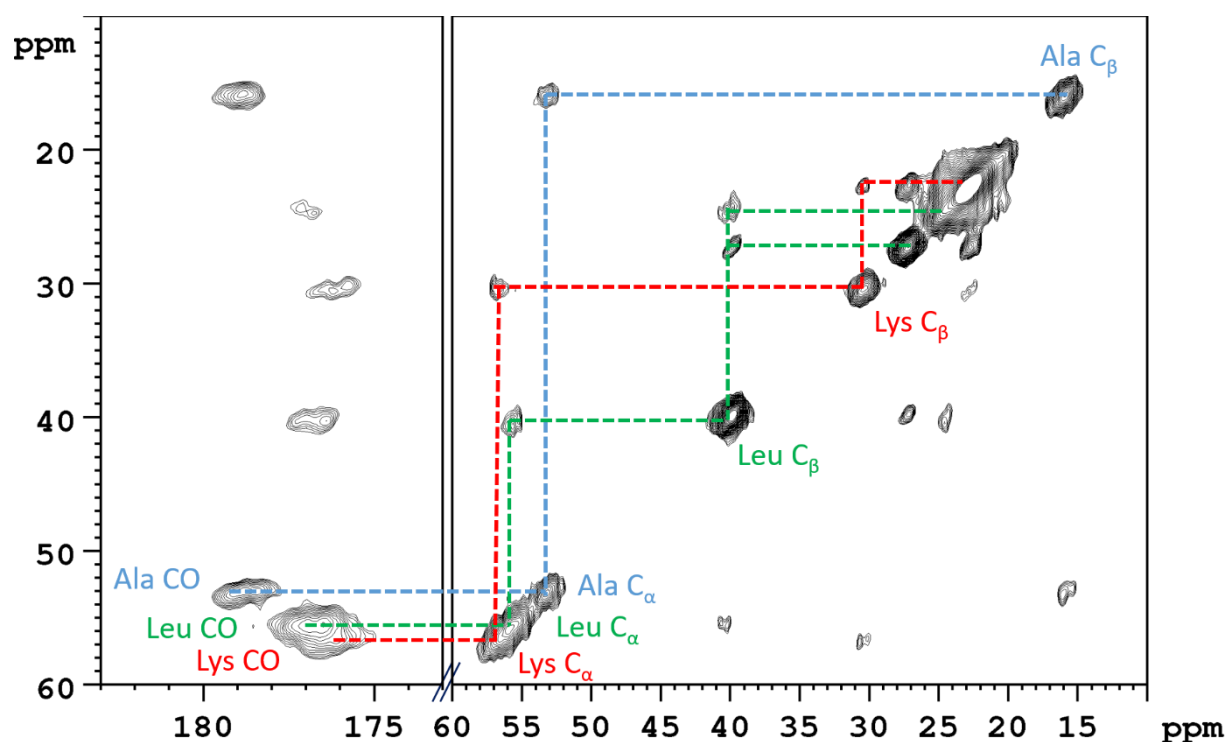 ppm
Ala Cβ
20
30
Lys Cβ
40
Leu Cβ
50
Ala CO
Ala Cα
Leu CO
Leu Cα
Lys CO
Lys Cα
60
180 175 60 55 50 45 40 35 30 25 20 15 ppm